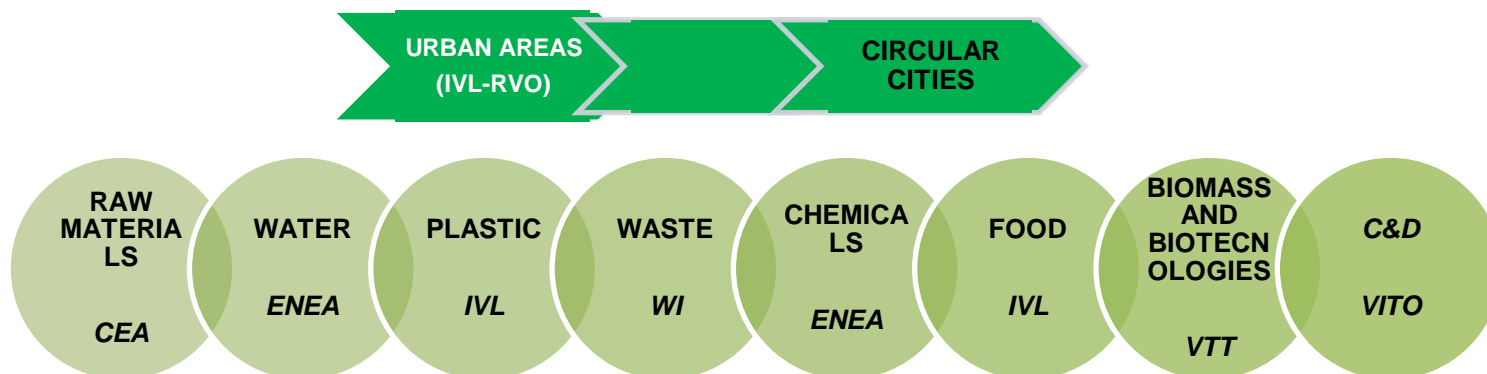 URBAN AREAS
(IVL-RVO)
CIRCULAR
CITIES
RAW
MATERIA
LS
CEA
WATER
ENEA
PLASTIC
IVL
WASTE
WI
CHEMICA
LS
ENEA
FOOD
IVL
BIOMASS
AND
BIOTECN
OLOGIES
VTT
C&D
VITO